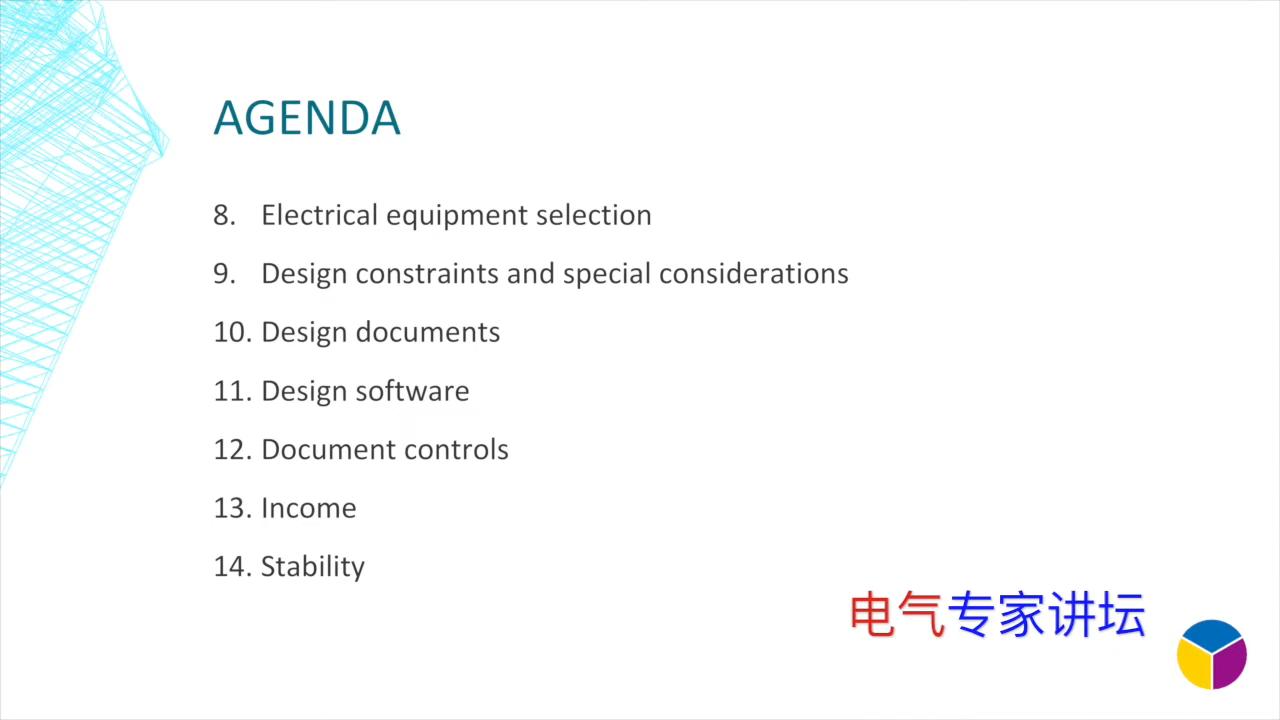 AGENDA
8. Electrical equipment selection
9. Design constraints and special considerations
10. Design documents
11. Design software
12. Document controls
13. Income
14. Stability
电气专家讲坛